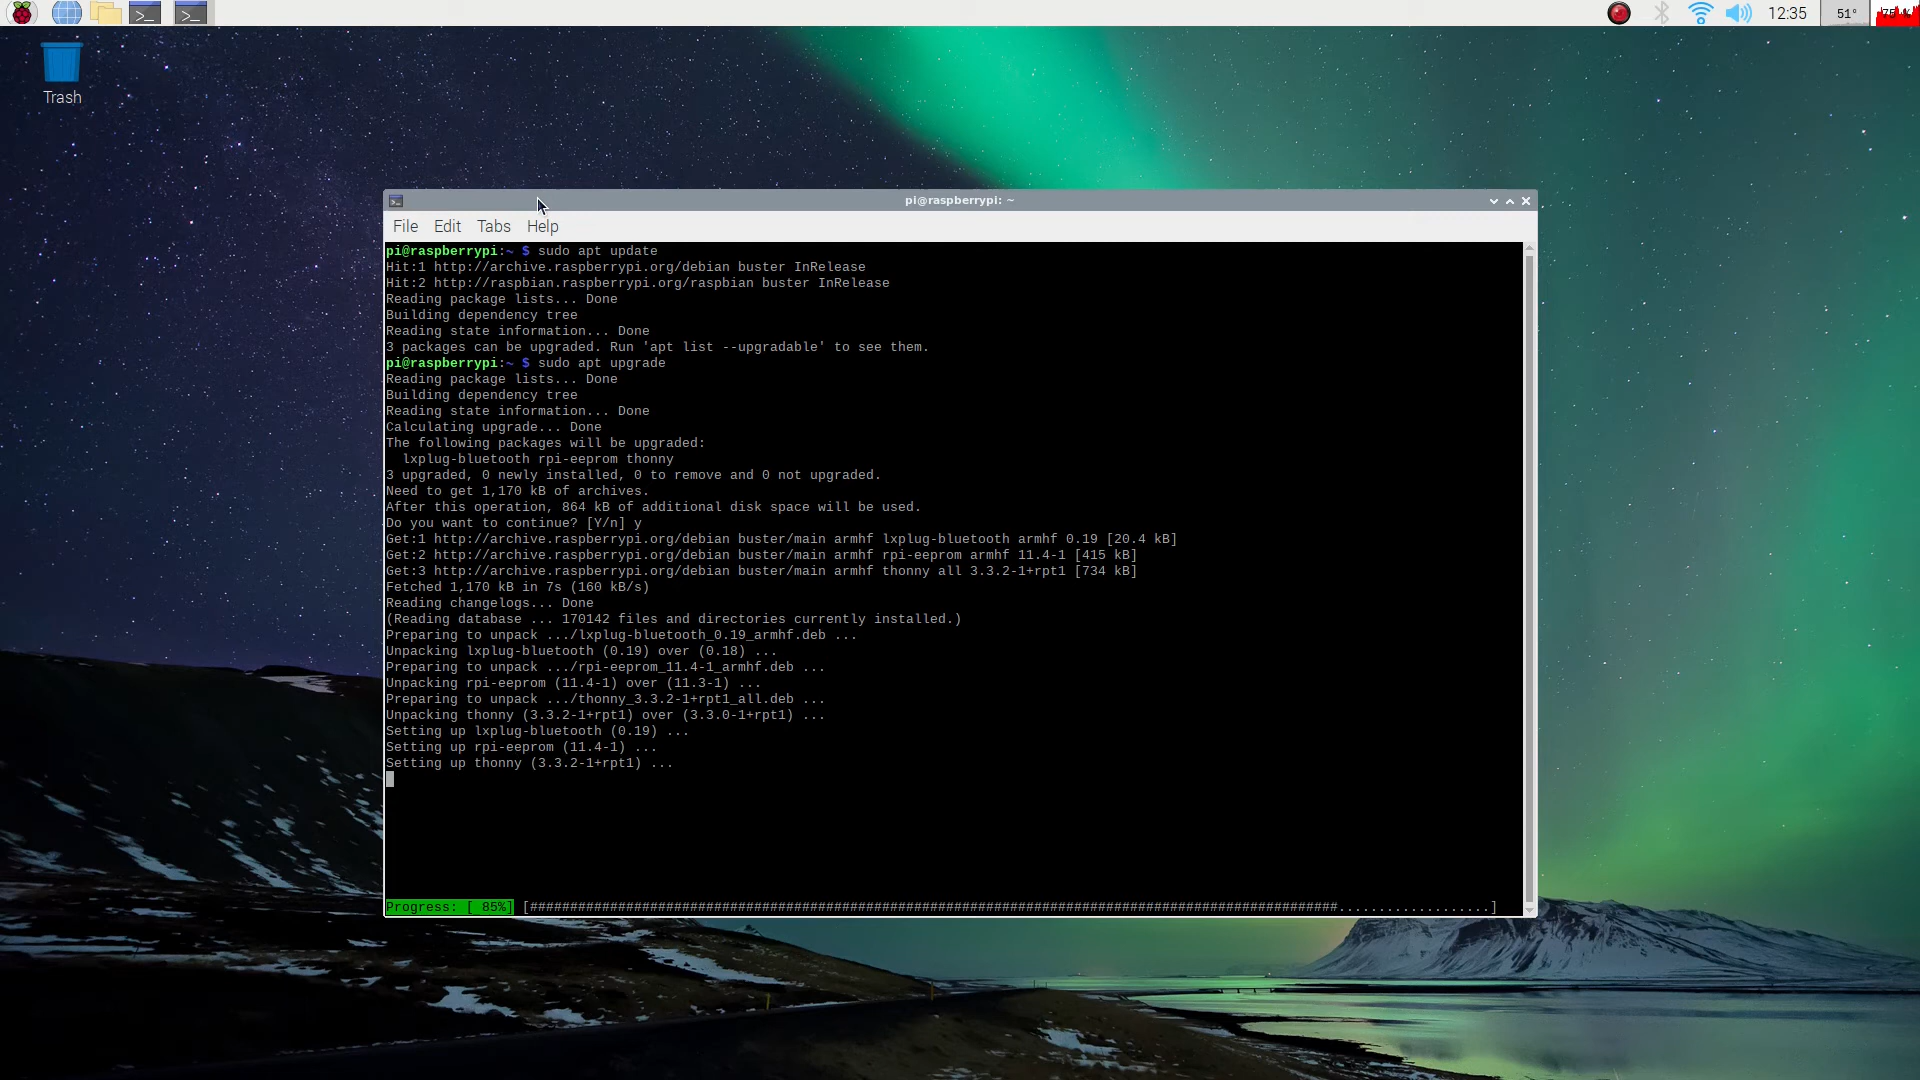 12:35
51°
75 %
Trash
pi@raspberrypi: ~
File Edit Tabs Help
pi@raspberrypi:~ $ sudo apt update
Hit:1 http://archive.raspberrypi.org/debian buster InRelease
Hit:2 http://raspbian.raspberrypi.org/raspbian buster InRelease
Reading package lists... Done
Building dependency tree
Reading state information... Done
3 packages can be upgraded. Run 'apt list --upgradable' to see them.
pi@raspberrypi:~ $ sudo apt upgrade
Reading package lists... Done
Building dependency tree
Reading state information... Done
Calculating upgrade... Done
The following packages will be upgraded:
  lxplug-bluetooth rpi-eeprom thonny
3 upgraded, 0 newly installed, 0 to remove and 0 not upgraded.
Need to get 1,170 kB of archives.
After this operation, 864 kB of additional disk space will be used.
Do you want to continue? [Y/n] y
Get:1 http://archive.raspberrypi.org/debian buster/main armhf lxplug-bluetooth armhf 0.19 [20.4 kB]
Get:2 http://archive.raspberrypi.org/debian buster/main armhf rpi-eeprom armhf 11.4-1 [415 kB]
Get:3 http://archive.raspberrypi.org/debian buster/main armhf thonny all 3.3.2-1+rpt1 [734 kB]
Fetched 1,170 kB in 7s (160 kB/s)
Reading changelogs... Done
(Reading database ... 170142 files and directories currently installed.)
Preparing to unpack .../lxplug-bluetooth_0.19_armhf.deb ...
Unpacking lxplug-bluetooth (0.19) over (0.18) ...
Preparing to unpack .../rpi-eeprom_11.4-1_armhf.deb ...
Unpacking rpi-eeprom (11.4-1) over (11.3-1) ...
Preparing to unpack .../thonny_3.3.2-1+rpt1_all.deb ...
Unpacking thonny (3.3.2-1+rpt1) over (3.3.0-1+rpt1) ...
Setting up lxplug-bluetooth (0.19) ...
Setting up rpi-eeprom (11.4-1) ...
Setting up thonny (3.3.2-1+rpt1) ...
Progress: [ 85%] [#####################################################################################################...................]